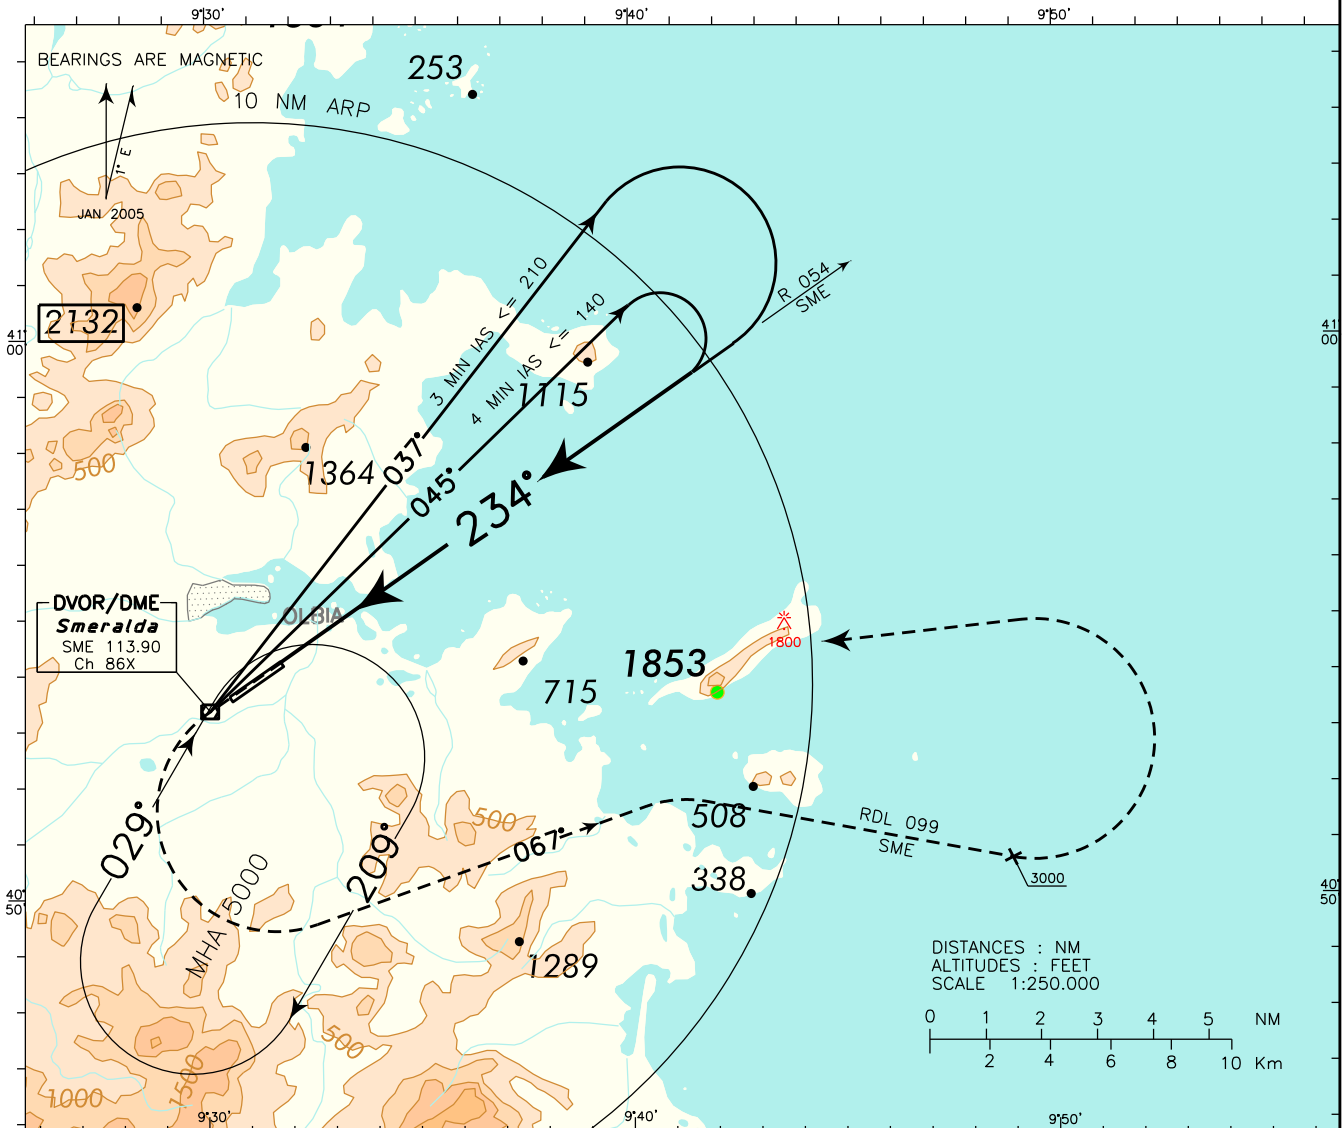 9°30'
9°40'
9°50'
BEARINGS ARE MAGNETIC
253
10 NM ARP
1° E
JAN 2005
3 MIN IAS <= 210
R 054
SME
4 MIN IAS <= 140
2132
41°
00'
41°
00'
1115
037°
1364
500
045°
234°
DVOR/DME
Smeralda
SME 113.90
Ch 86X
OLBIA
1800
1853
715
500
508
RDL 099
SME
029°
209°
067°
338
3000
MHA 5000
40°
50'
40°
50'
DISTANCES : NM
ALTITUDES : FEET
SCALE 1:250.000
1289
0 1 2 3 4 5 NM
2 4 6 8 10 Km
500
1500
1000
9°30'
9°40'
9°50'